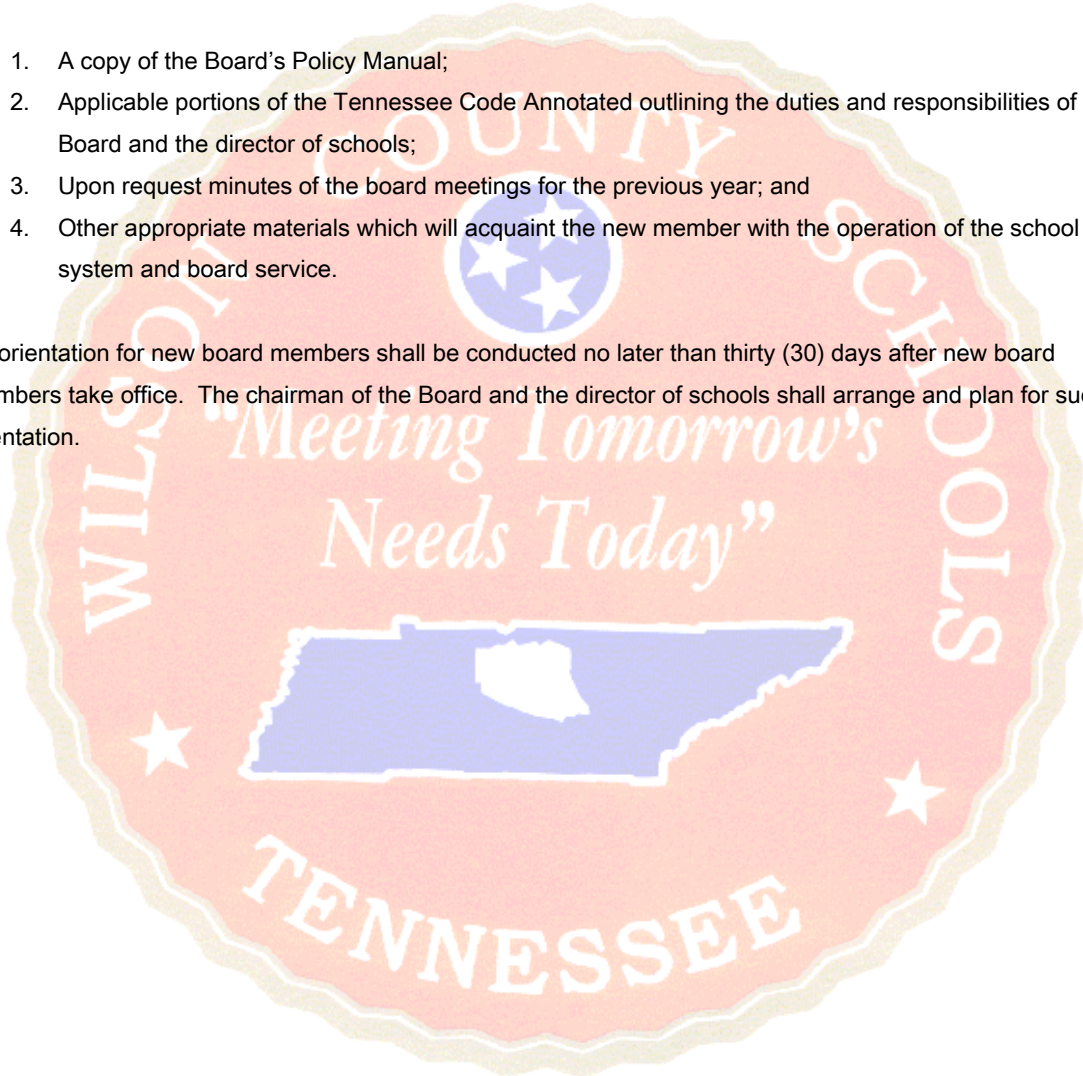 1. A copy of the Board's Policy Manual;
2. Applicable portions of the Tennessee Code Annotated outlining the duties and responsibilities of
Board and the director of schools;
3. Upon request minutes of the board meetings for the previous year; and
4. Other appropriate materials which will acquaint the new member with the operation of the school
system and board service.
orientation for new board members shall be conducted no later than thirty (30) days after new board
take office. The chairman of the Board and the director of schools shall arrange and plan for
WILSON COUNTY SCHOOLS
"Meeting Tomorrow's
Needs Today"
TENNESSEE